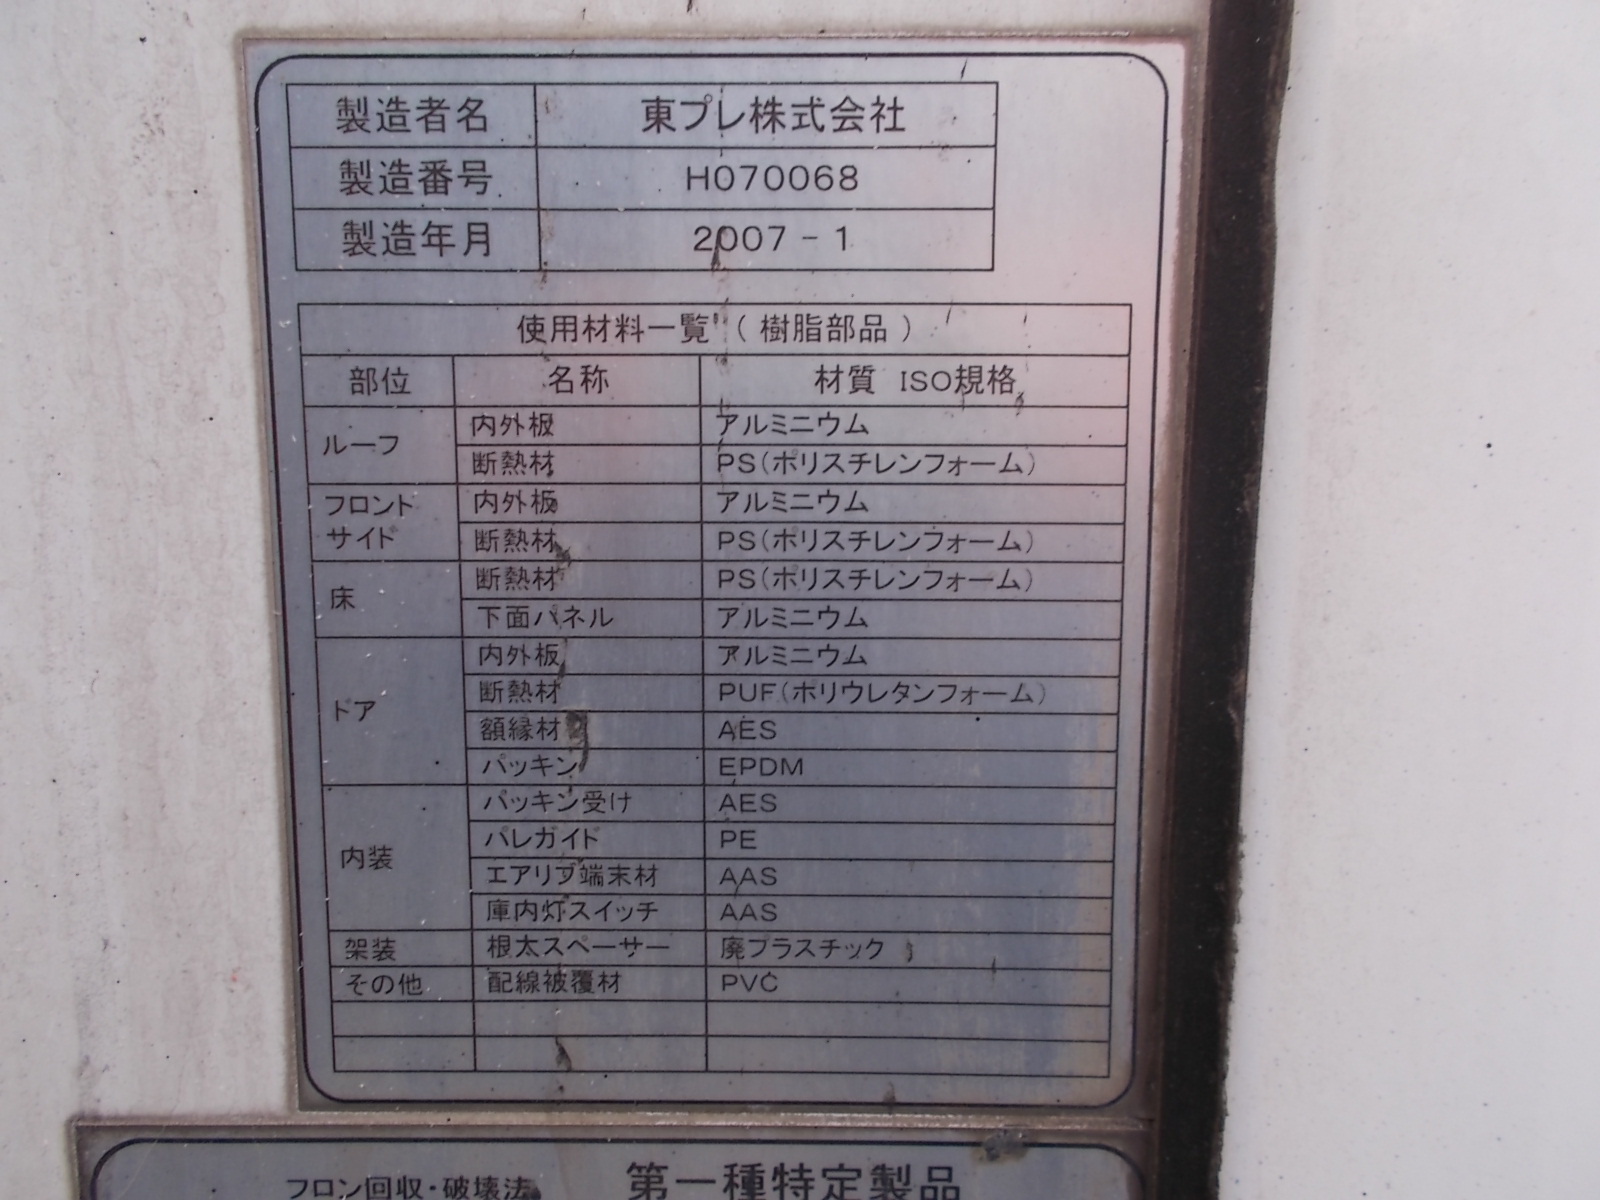 製造者名 東プレ株式会社
製造番号 H070068
製造年月 2007 - 1
使用材料一覧 ( 樹脂部品 )
部位 名称 材質 ISO規格
ルーフ 内外板 アルミニウム
断熱材 PS(ポリスチレンフォーム)
フロント
サイド 内外板 アルミニウム
断熱材 PS(ポリスチレンフォーム)
床 断熱材 PS(ポリスチレンフォーム)
下面パネル アルミニウム
ドア 内外板 アルミニウム
断熱材 PUF(ポリウレタンフォーム)
額縁材 AES
パッキン EPDM
内装 パッキン受け AES
パレガイド PE
エアリブ端末材 AAS
庫内灯スイッチ AAS
架装 根太スペーサー 廃プラスチック
その他 配線被覆材 PVC
フロン回収・破壊法 第一種特定製品